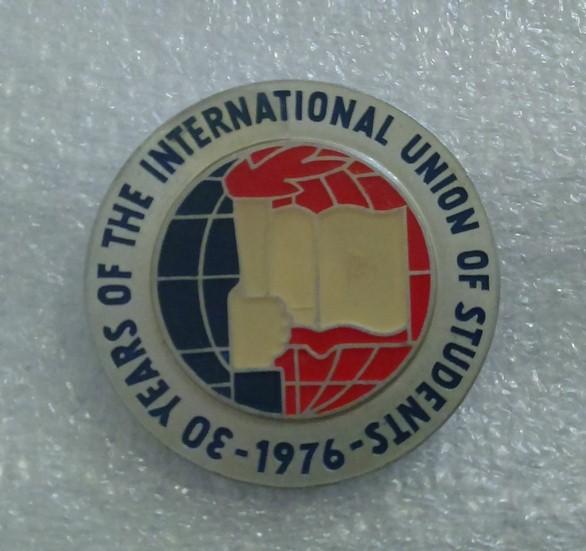 30 YEARS OF THE INTERNATIONAL UNION OF STUDENTS
-1976-